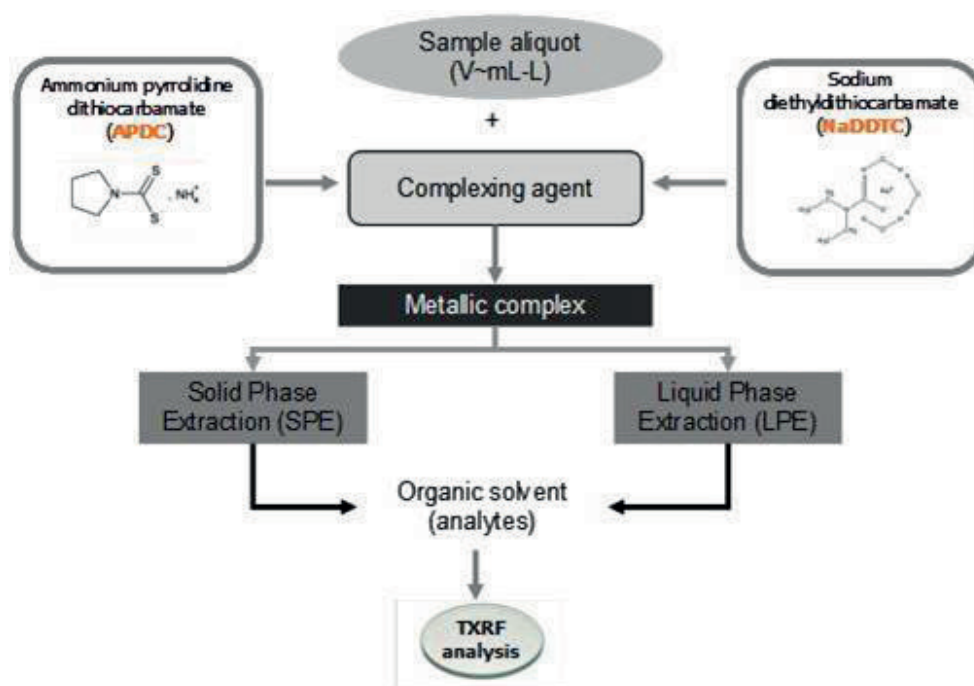 Sample aliquot
(V~mL-L)
+
Ammonium pyrrolidine
dithiocarbamate
(APDC)
S
N
S
Sodium
diethyldithiocarbamate
(NaDDTC)
Complexing agent
Metallic complex
Solid Phase
Extraction (SPE)
Liquid Phase
Extraction (LPE)
Organic solvent
(analytes)
TXRF
analysis